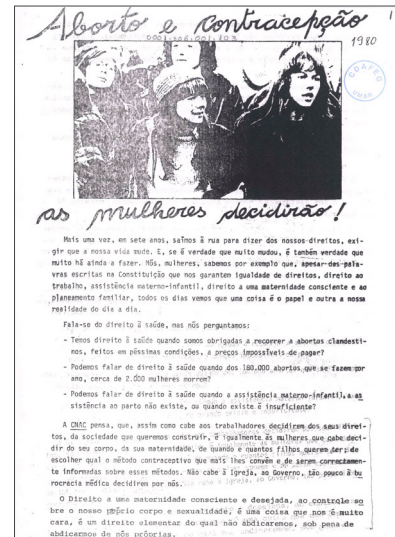 Aborto e contracepção
1980
CDAFEG
as mulheres decidirão!
Mais uma vez, em sete anos, saímos à rua para dizer dos nossos direitos, exi-
gir que a nossa vida mude. E, se é verdade que muito mudou, é também verdade que
muito há ainda a fazer. Nós, mulheres, sabemos por exemplo que, apesar das pala-
vras escritas na Constituição que nos garantem igualdade de direitos, direito ao
trabalho, assistência materno-infantil, direito a uma maternidade consciente e ao
planeamento familiar, todos os dias vemos que uma coisa é o papel e outra a nossa
realidade do dia a dia.
Fala-se do direito à saúde, mas nós perguntamos:
- Temos direito à saúde quando somos obrigadas a recorrer a abortos clandesti-
nos, feitos em péssimas condições, a preços impossíveis de pagar?
- Podemos falar de direito à saúde quando dos 180.000 abortos que se fazem por
ano, cerca de 2.000 mulheres morrem?
- Podemos falar de direito à saúde quando a assistência materno-infantil, a as
sistência ao parto não existe, ou quando existe é insuficiente?
A CNAC pensa, que, assim como cabe aos trabalhadores decidirem dos seus direi-
tos, da sociedade que queremos construir, é igualmente às mulheres que cabe deci-
dir do seu corpo, da sua maternidade, de quando e quantos filhos querem ter; de
escolher qual o método contraceptivo que mais lhes convém e de serem correctamen-
te informadas sobre esses métodos. Não cabe à Igreja, ao Governo, tão pouco à bu
rocracia médica decidirem por nós.
O Direito a uma maternidade consciente e desejada, ao controle so
bre o nosso próprio corpo e sexualidade, é uma coisa que nos é muito
cara, é um direito elementar do qual não abdicaremos, sob pena de
abdicarmos de nós próprias.